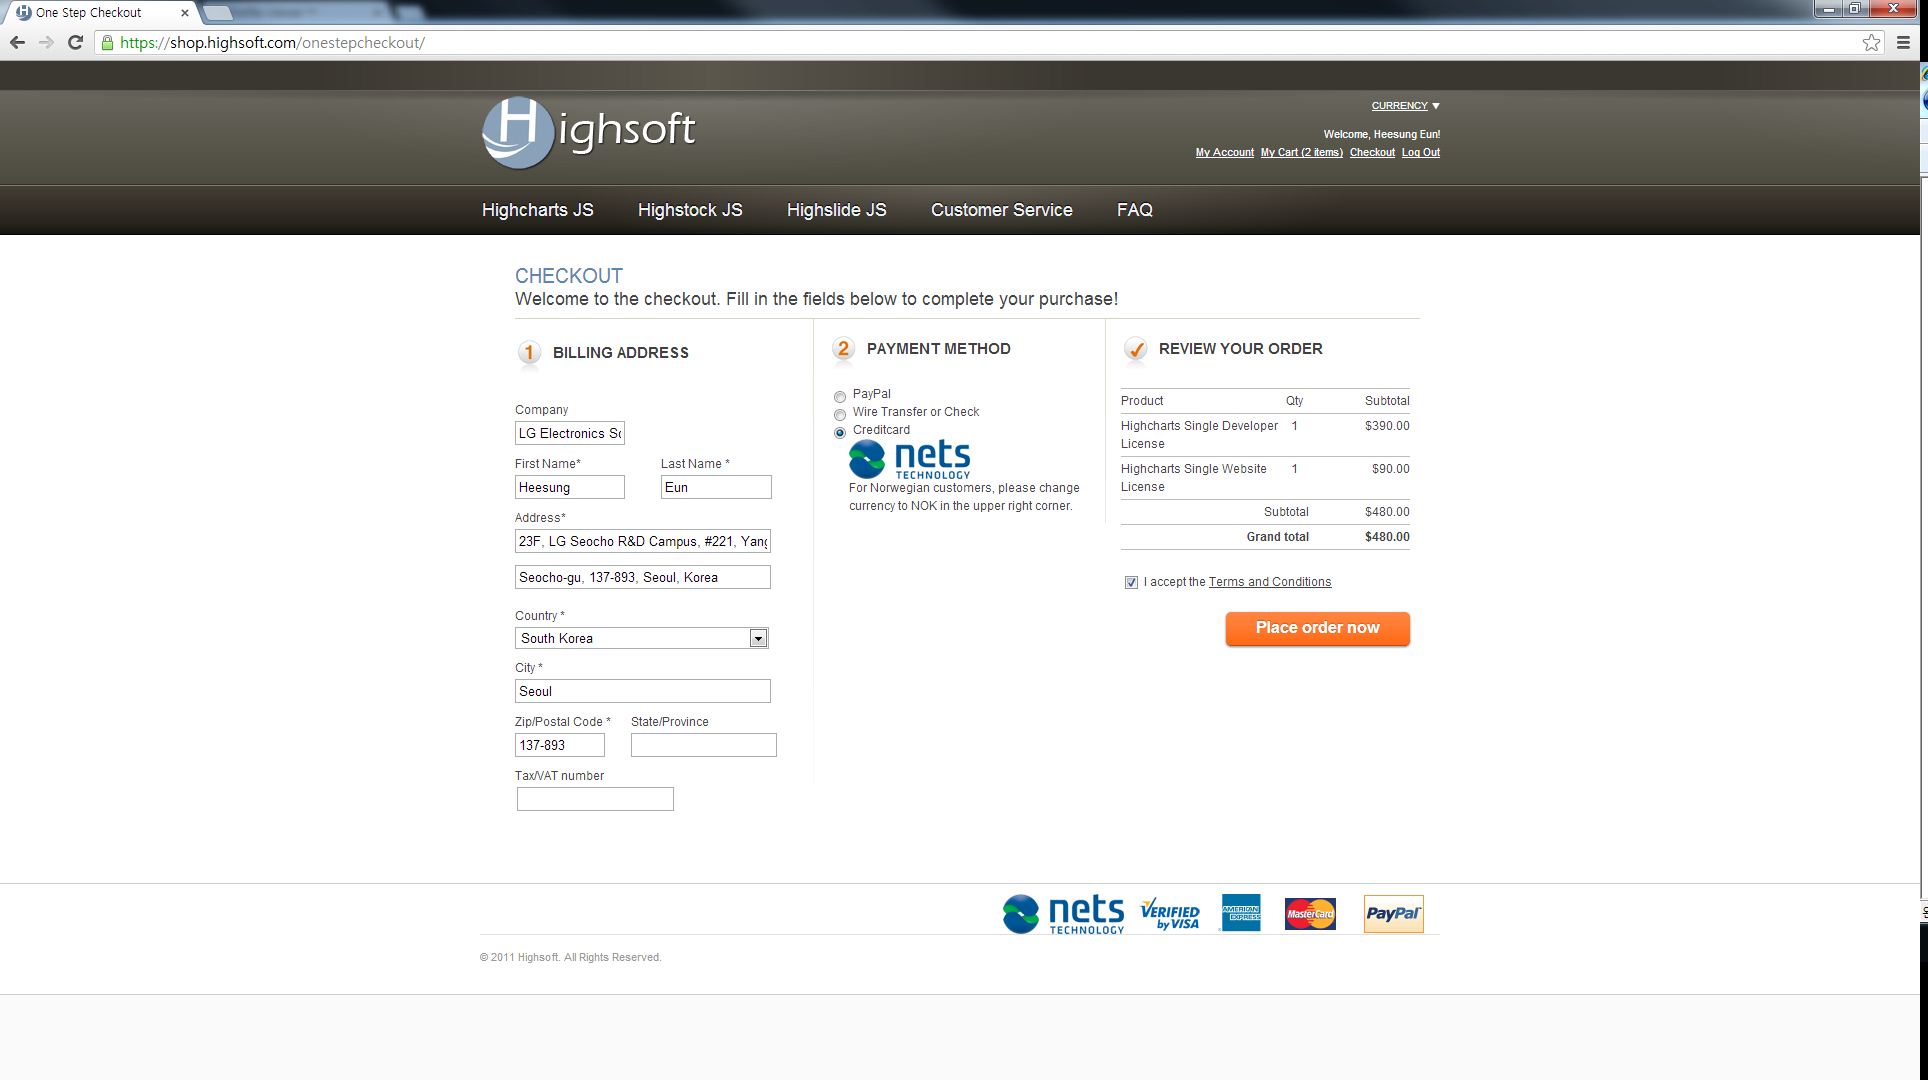 One Step Checkout
https://shop.highsoft.com/onestepcheckout/
Highsoft
CURRENCY ▼
Welcome, Heesung Eun!
My Account My Cart (2 items) Checkout Log Out
Highcharts JS Highstock JS Highslide JS Customer Service FAQ
CHECKOUT
Welcome to the checkout. Fill in the fields below to complete your purchase!
1 BILLING ADDRESS
Company
LG Electronics
First Name*
Last Name *
Heesung
Eun
Address*
23F, LG Seocho R&D Campus, #221,
Seocho-gu, 137-893, Seoul, Korea
Country *
South Korea
City *
Seoul
Zip/Postal Code *
State/Province
137-893
Tax/VAT number
2 PAYMENT METHOD
PayPal
Wire Transfer or Check
Creditcard
nets
TECHNOLOGY
For Norwegian customers, please change
currency to NOK in the upper right corner.
REVIEW YOUR ORDER
Product Qty Subtotal
Highcharts Single Developer 1 $390.00
License
Highcharts Single Website 1 $90.00
License
Subtotal $480.00
Grand total $480.00
I accept the Terms and Conditions
Place order now
nets
TECHNOLOGY
VERIFIED
by VISA
AMERICAN
EXPRESS
MasterCard
PayPal
© 2011 Highsoft. All Rights Reserved.